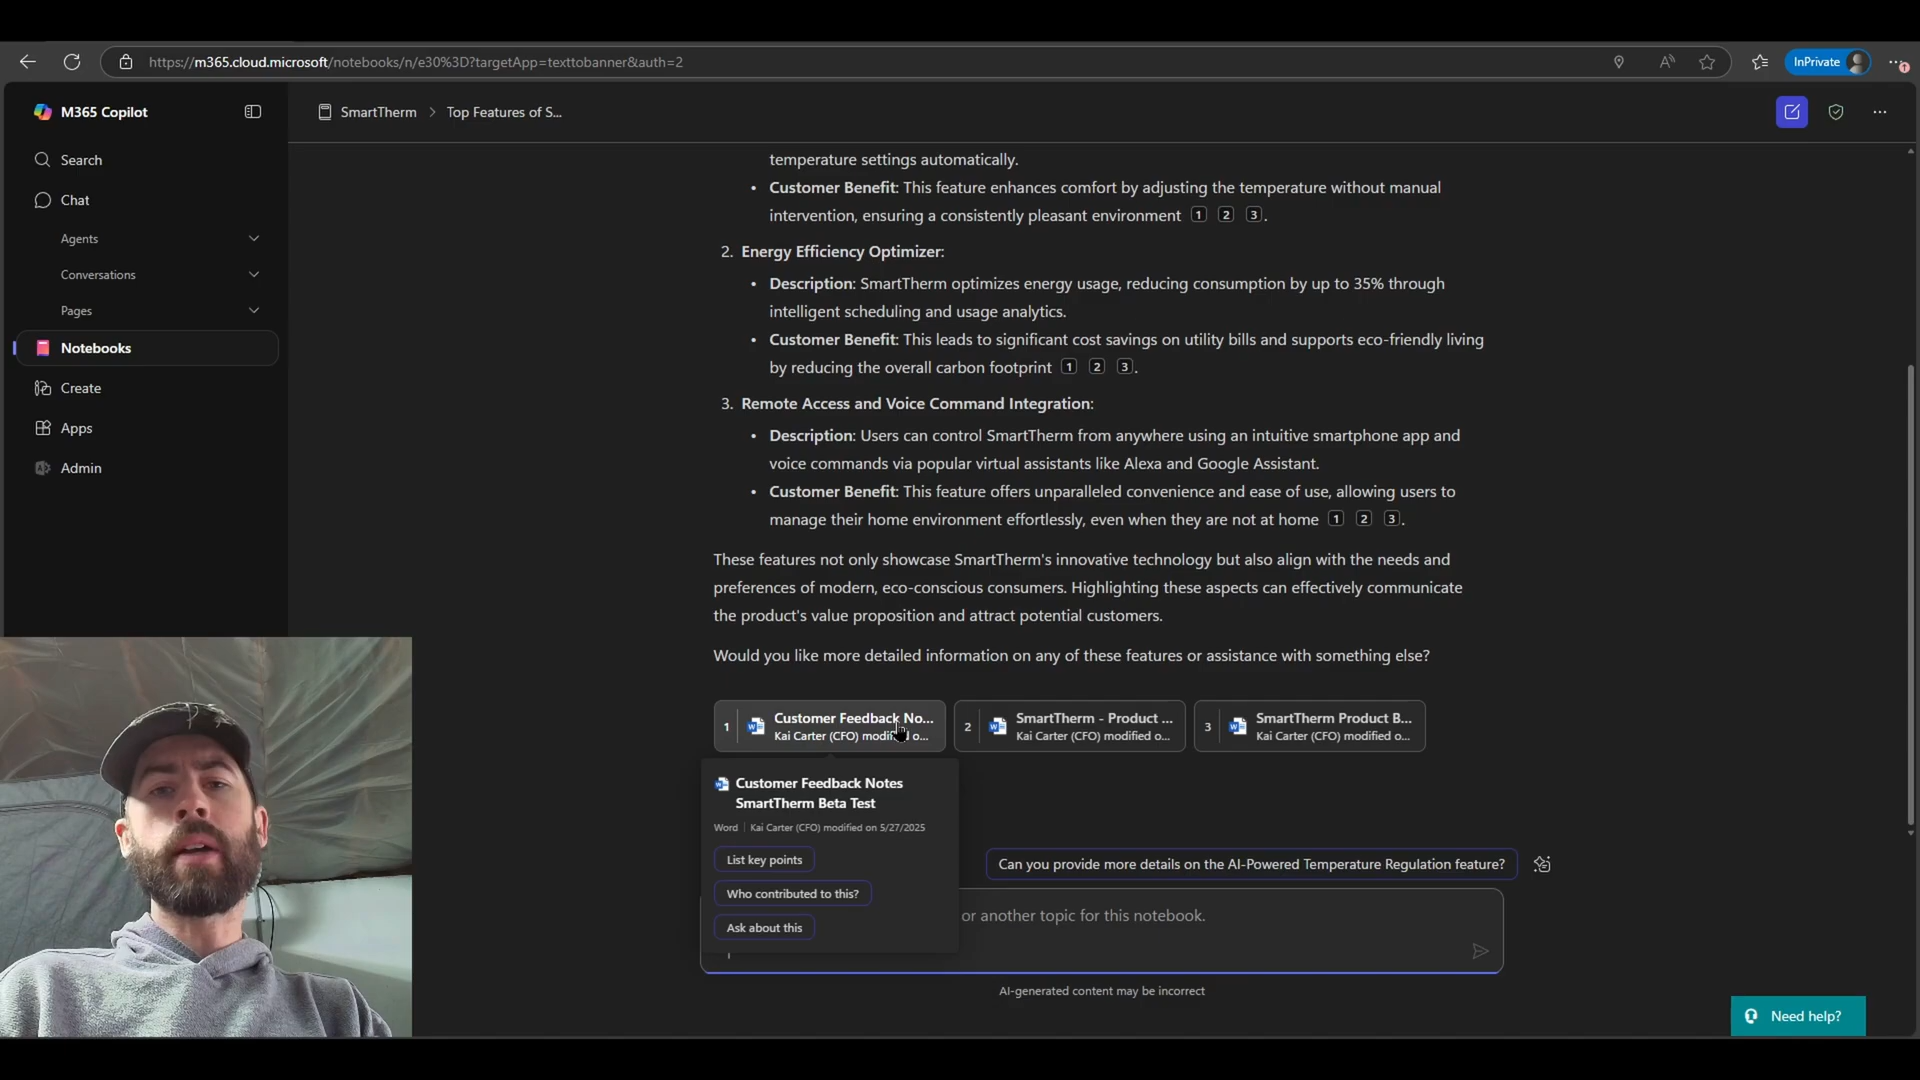 https://m365.cloud.microsoft/notebooks/n/e30%3D?targetApp=texttobanner&auth=2
InPrivate
M365 Copilot
Search
Chat
Agents
Conversations
Pages
Notebooks
Create
Apps
Admin
SmartTherm > Top Features of S...
temperature settings automatically.
• Customer Benefit: This feature enhances comfort by adjusting the temperature without manual
intervention, ensuring a consistently pleasant environment 1 2 3.
2. Energy Efficiency Optimizer:
• Description: SmartTherm optimizes energy usage, reducing consumption by up to 35% through
intelligent scheduling and usage analytics.
• Customer Benefit: This leads to significant cost savings on utility bills and supports eco-friendly living
by reducing the overall carbon footprint 1 2 3.
3. Remote Access and Voice Command Integration:
• Description: Users can control SmartTherm from anywhere using an intuitive smartphone app and
voice commands via popular virtual assistants like Alexa and Google Assistant.
• Customer Benefit: This feature offers unparalleled convenience and ease of use, allowing users to
manage their home environment effortlessly, even when they are not at home 1 2 3.
These features not only showcase SmartTherm's innovative technology but also align with the needs and
preferences of modern, eco-conscious consumers. Highlighting these aspects can effectively communicate
the product's value proposition and attract potential customers.
Would you like more detailed information on any of these features or assistance with something else?
1 Customer Feedback No...
Kai Carter (CFO) modified o...
2 SmartTherm - Product ...
Kai Carter (CFO) modified o...
3 SmartTherm Product B...
Kai Carter (CFO) modified o...
Customer Feedback Notes
SmartTherm Beta Test
Word | Kai Carter (CFO) modified on 5/27/2025
List key points
Who contributed to this?
Ask about this
Can you provide more details on the AI-Powered Temperature Regulation feature?
or another topic for this notebook.
AI-generated content may be incorrect
Need help?